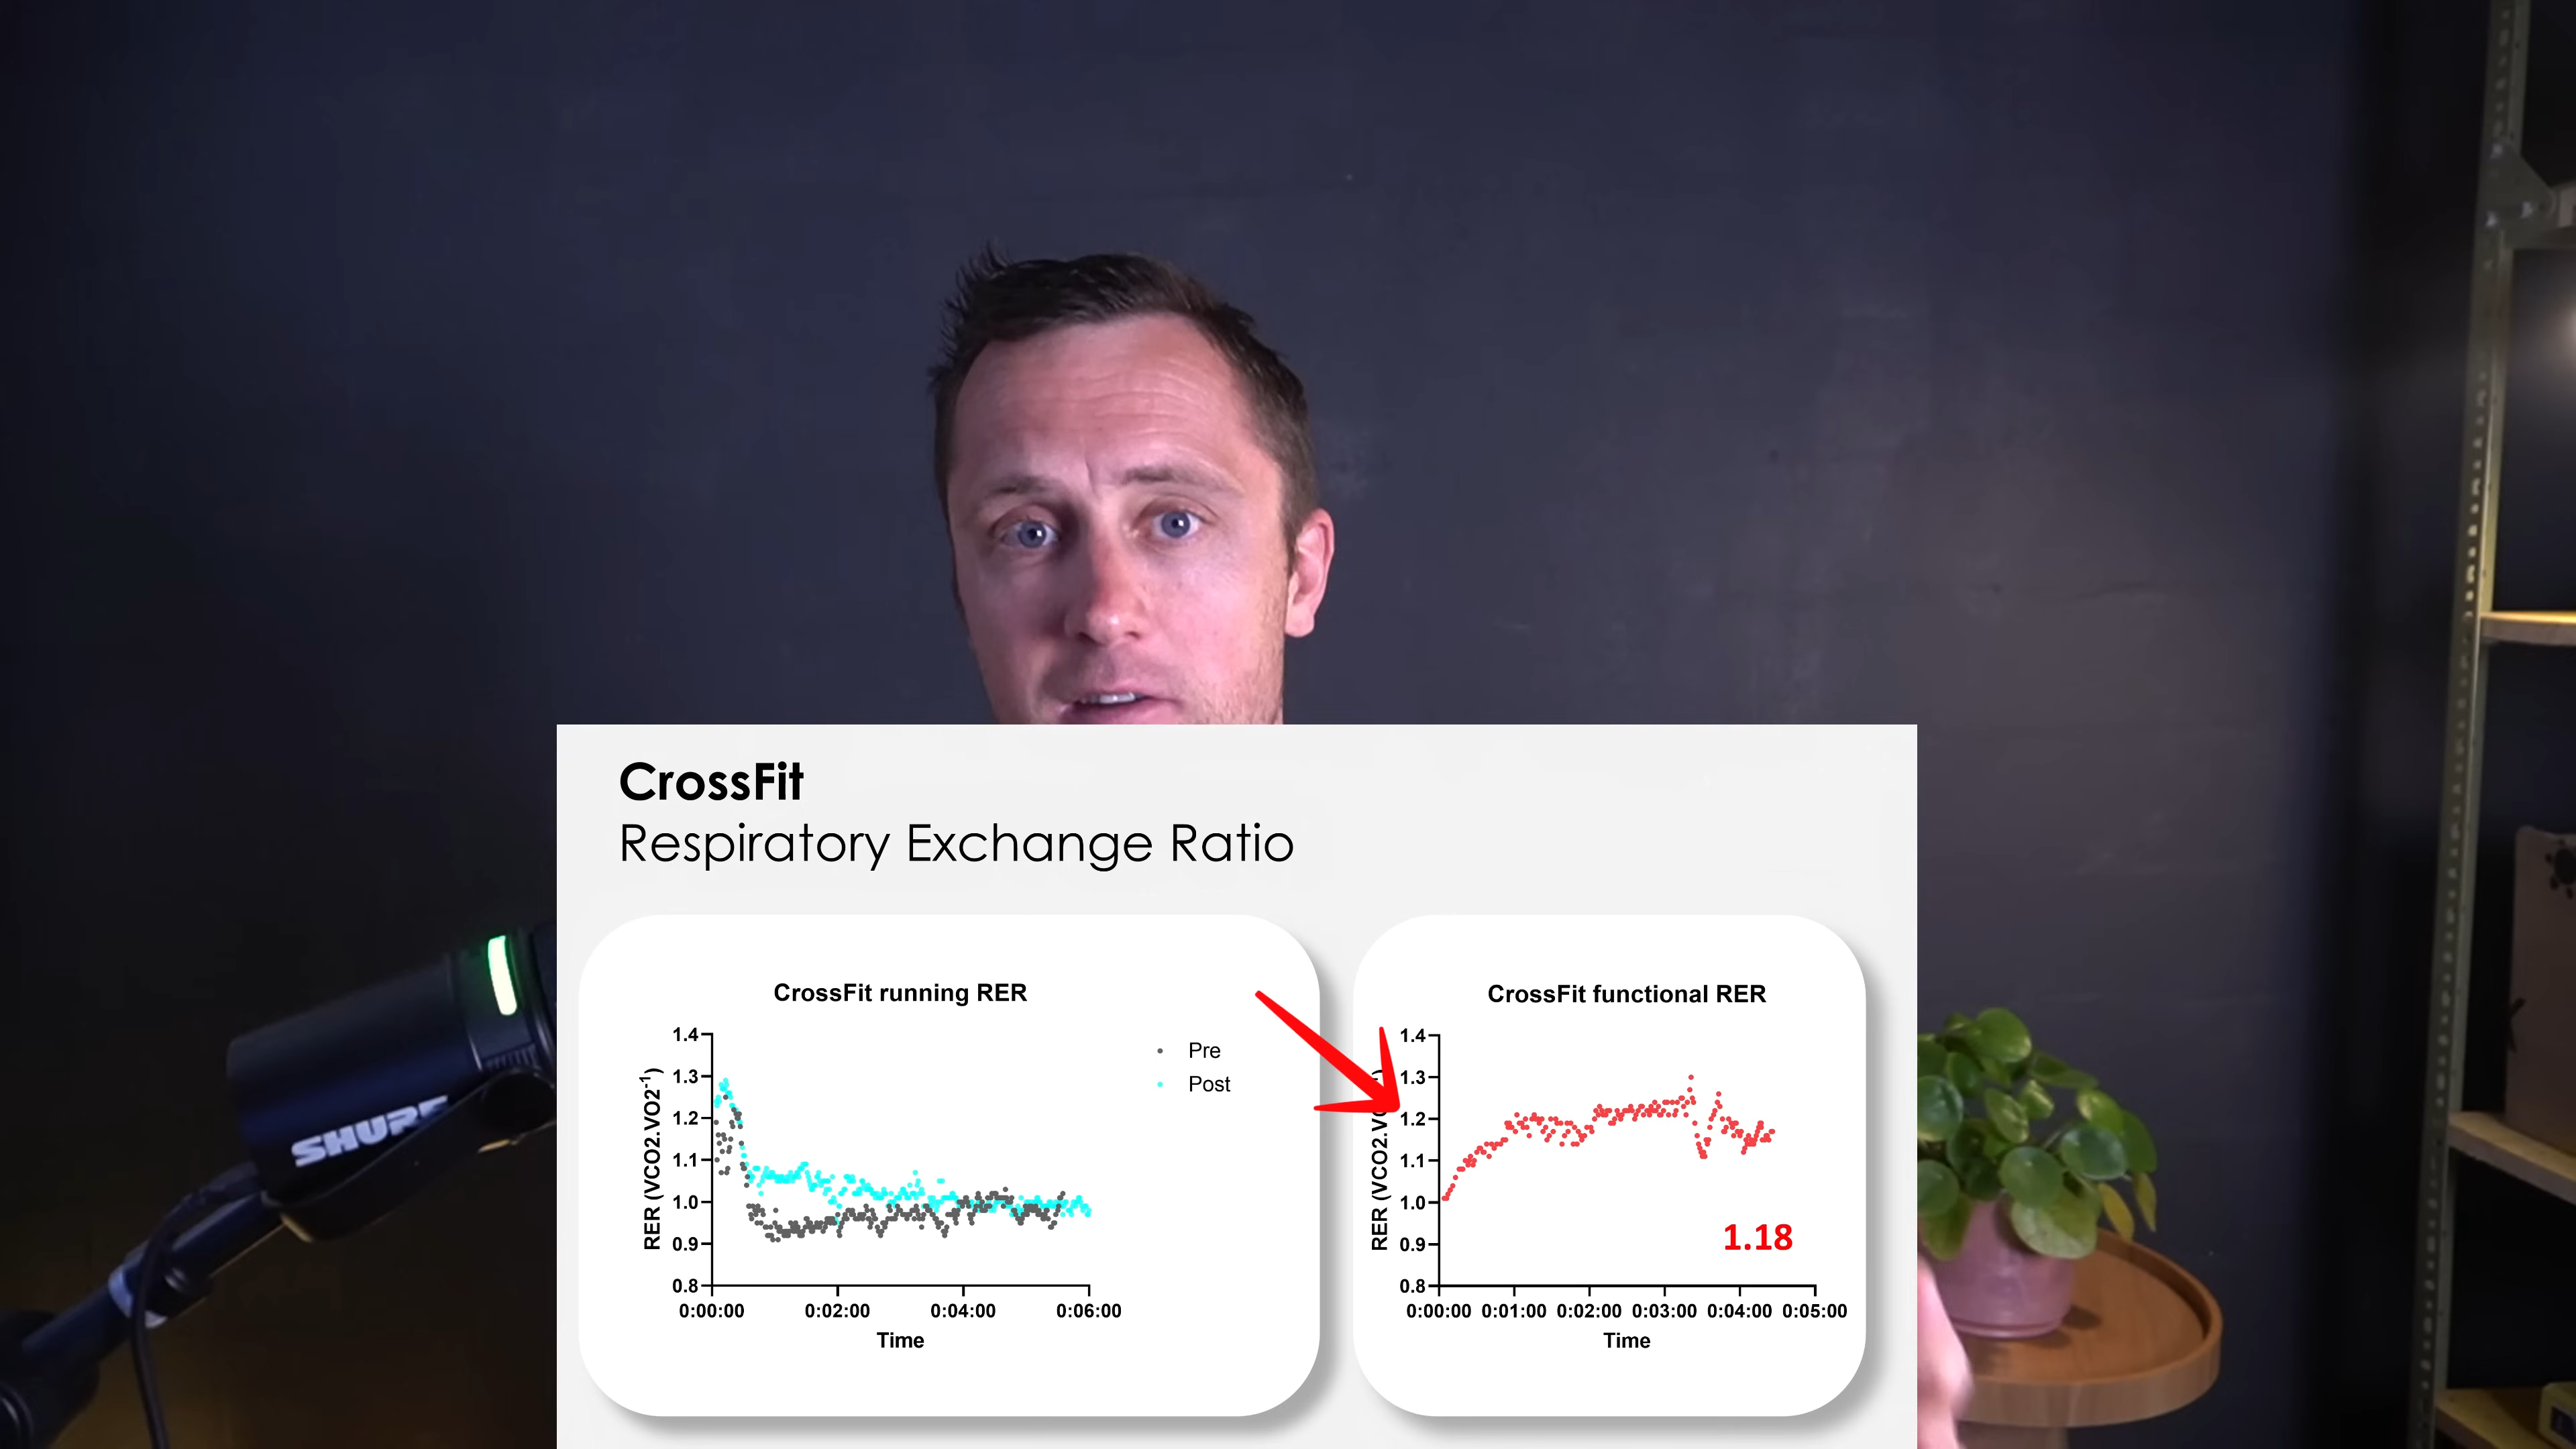 SHURE
CrossFit
Respiratory Exchange Ratio
CrossFit running RER
1.4
1.3
1.2
1.1
1.0
0.9
0.8
RER (VCO2.VO2-1)
0:00:00 0:02:00 0:04:00 0:06:00
Time
Pre
Post
CrossFit functional RER
1.4
1.3
1.2
1.1
1.0
0.9
0.8
RER (VCO2.
0:00:00 0:01:00 0:02:00 0:03:00 0:04:00 0:05:00
Time
1.18